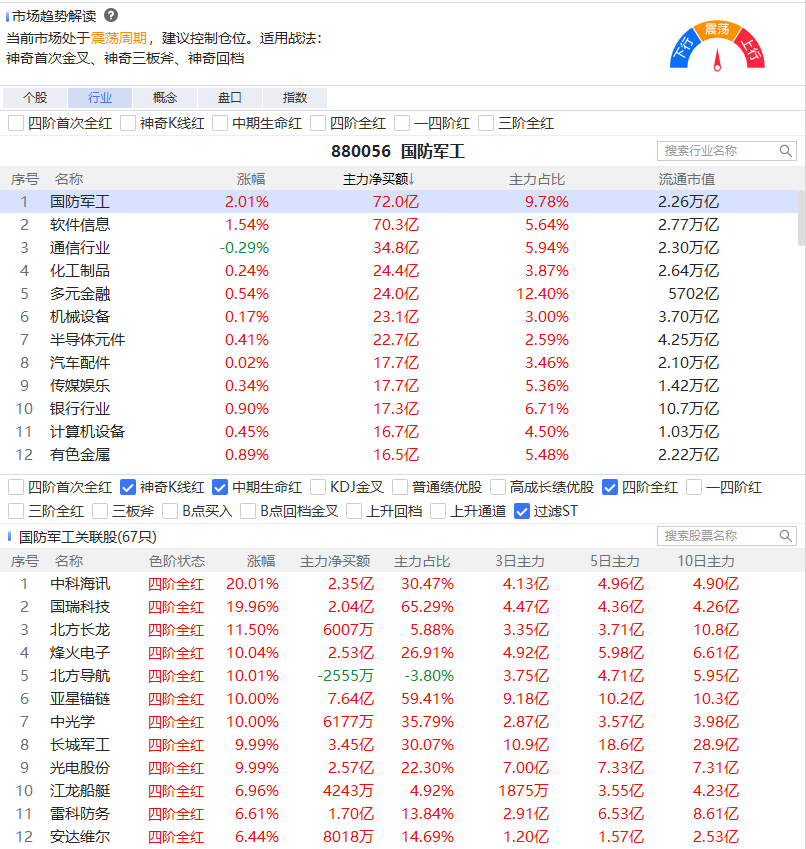 市场趋势解读 ?
当前市场处于震荡周期，建议控制仓位。适用战法：
神奇首次金叉、神奇三板斧、神奇回档
下行 震荡 上行
个股 行业 概念 盘口 指数
四阶首次全红 神奇K线红 中期生命红 四阶全红 一四阶红 三阶全红
880056 国防军工
搜索行业名称
序号 名称 涨幅 主力净买额↓ 主力占比 流通市值
1 国防军工 2.01% 72.0亿 9.78% 2.26万亿
2 软件信息 1.54% 70.3亿 5.64% 2.77万亿
3 通信行业 -0.29% 34.8亿 5.94% 2.30万亿
4 化工制品 0.24% 24.4亿 3.87% 2.64万亿
5 多元金融 0.54% 24.0亿 12.40% 5702亿
6 机械设备 0.17% 23.1亿 3.00% 3.70万亿
7 半导体元件 0.41% 22.7亿 2.59% 4.25万亿
8 汽车配件 0.02% 17.7亿 3.46% 2.10万亿
9 传媒娱乐 0.34% 17.7亿 5.36% 1.42万亿
10 银行行业 0.90% 17.3亿 6.71% 10.7万亿
11 计算机设备 0.45% 16.7亿 4.50% 1.03万亿
12 有色金属 0.89% 16.5亿 5.48% 2.22万亿
四阶首次全红 神奇K线红 中期生命红 KDJ金叉 普通绩优股 高成长绩优股 四阶全红 一四阶红
三阶全红 三板斧 B点买入 B点回档金叉 上升回档 上升通道 过滤ST
国防军工关联股(67只)
搜索股票名称
序号 名称 色阶状态 涨幅 主力净买额 主力占比 3日主力 5日主力 10日主力
1 中科海讯 四阶全红 20.01% 2.35亿 30.47% 4.13亿 4.96亿 4.90亿
2 国瑞科技 四阶全红 19.96% 2.04亿 65.29% 4.47亿 4.36亿 4.26亿
3 北方长龙 四阶全红 11.50% 6007万 5.88% 3.35亿 3.71亿 10.8亿
4 烽火电子 四阶全红 10.04% 2.53亿 26.91% 4.92亿 5.98亿 6.61亿
5 北方导航 四阶全红 10.01% -2555万 -3.80% 3.75亿 4.71亿 5.95亿
6 亚星锚链 四阶全红 10.00% 7.64亿 59.41% 9.18亿 10.2亿 10.3亿
7 中光学 四阶全红 10.00% 6177万 35.79% 2.87亿 3.57亿 3.98亿
8 长城军工 四阶全红 9.99% 3.45亿 30.07% 10.9亿 18.6亿 28.9亿
9 光电股份 四阶全红 9.99% 2.57亿 22.30% 7.00亿 7.33亿 7.31亿
10 江龙船艇 四阶全红 6.96% 4243万 4.92% 1875万 3.55亿 4.23亿
11 雷科防务 四阶全红 6.61% 1.70亿 13.84% 2.91亿 6.53亿 8.61亿
12 安达维尔 四阶全红 6.44% 8018万 14.69% 1.20亿 1.57亿 2.53亿